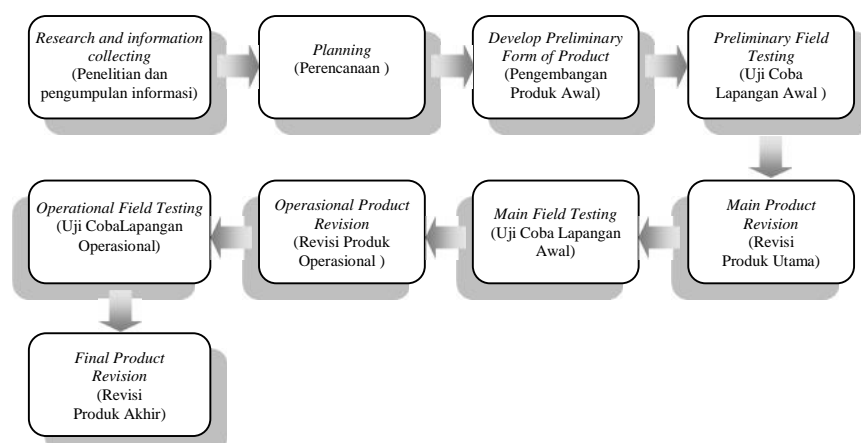 Research and information
collecting
(Penelitian dan
pengumpulan informasi)
Planning
(Perencanaan )
Develop Preliminary
Form of Product
(Pengembangan
Produk Awal)
Preliminary Field
Testing
(Uji Coba
Lapangan Awal )
Operational Field Testing
(Uji CobaLapangan
Operasional)
Operasional Product
Revision
(Revisi Produk
Operasional )
Main Field Testing
(Uji Coba Lapangan
Awal)
Main Product
Revision
(Revisi
Produk Utama)
Final Product
Revision
(Revisi
Produk Akhir)